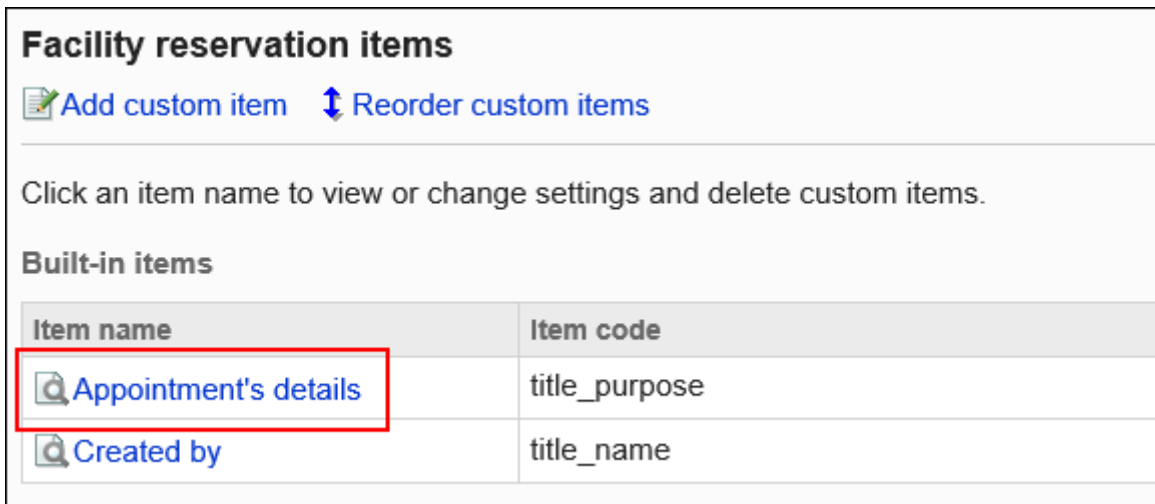 Facility reservation items
Add custom item Reorder custom items
Click an item name to view or change settings and delete custom items.
Built-in items
Item name Item code
Appointment's details title_purpose
Created by title_name